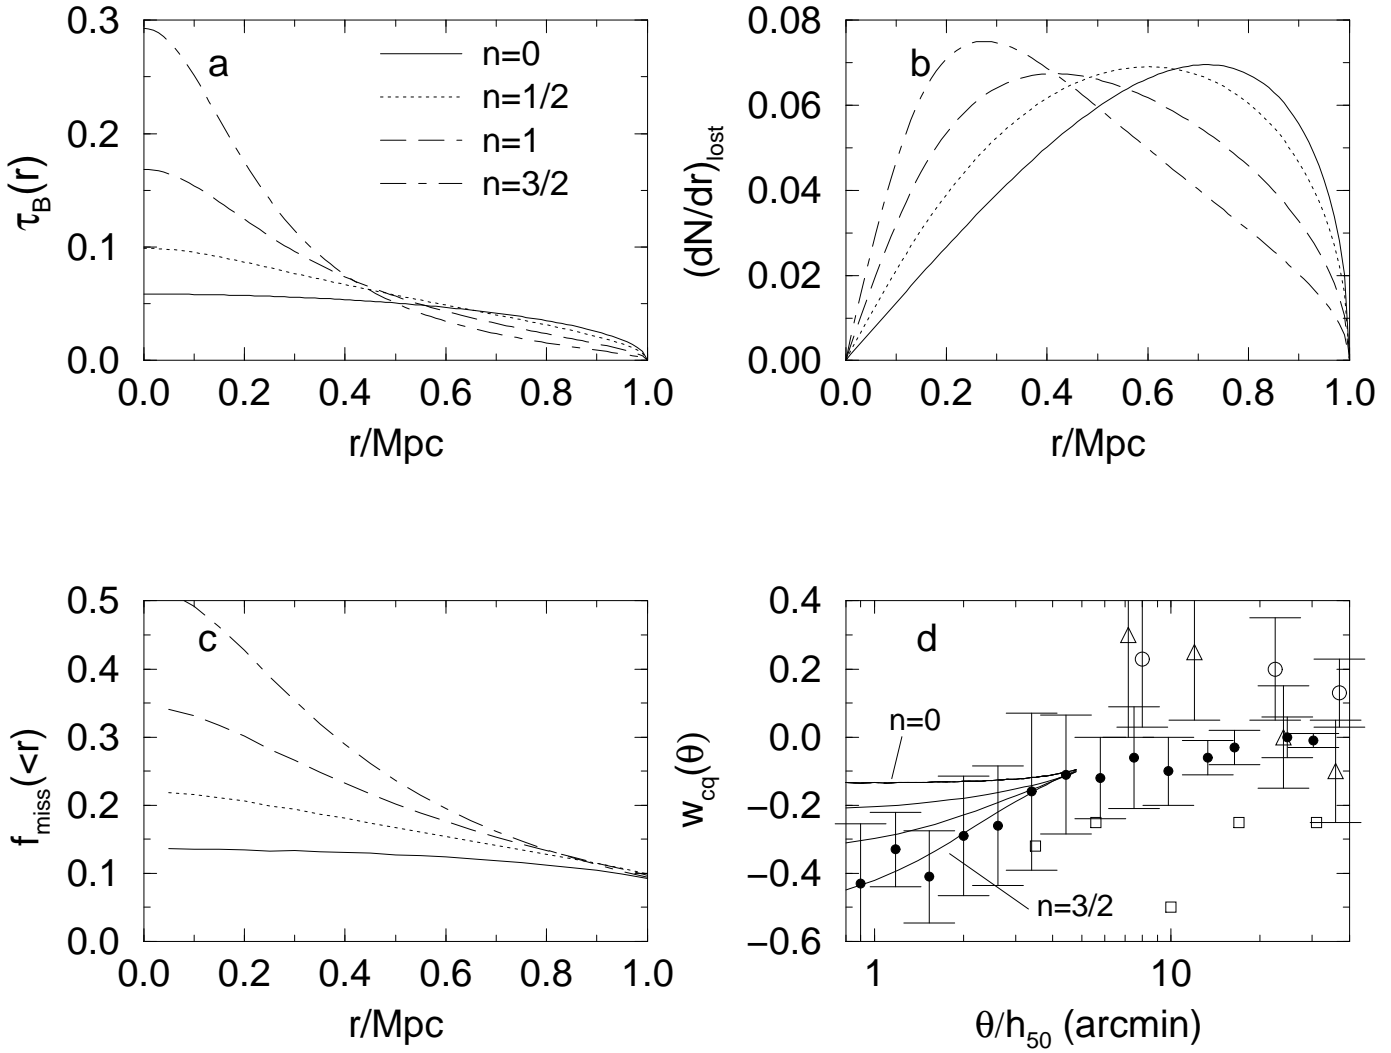 a
n=0
n=1/2
n=1
n=3/2
τB(r)
0.3
0.2
0.1
0.0
0.0 0.2 0.4 0.6 0.8 1.0
r/Mpc
b
(dN/dr)lost
0.08
0.06
0.04
0.02
0.00
0.0 0.2 0.4 0.6 0.8 1.0
r/Mpc
c
fmiss(<r)
0.5
0.4
0.3
0.2
0.1
0.0
0.0 0.2 0.4 0.6 0.8 1.0
r/Mpc
d
n=0
n=3/2
wcq(θ)
0.4
0.2
0.0
−0.2
−0.4
−0.6
1 10
θ/h50 (arcmin)